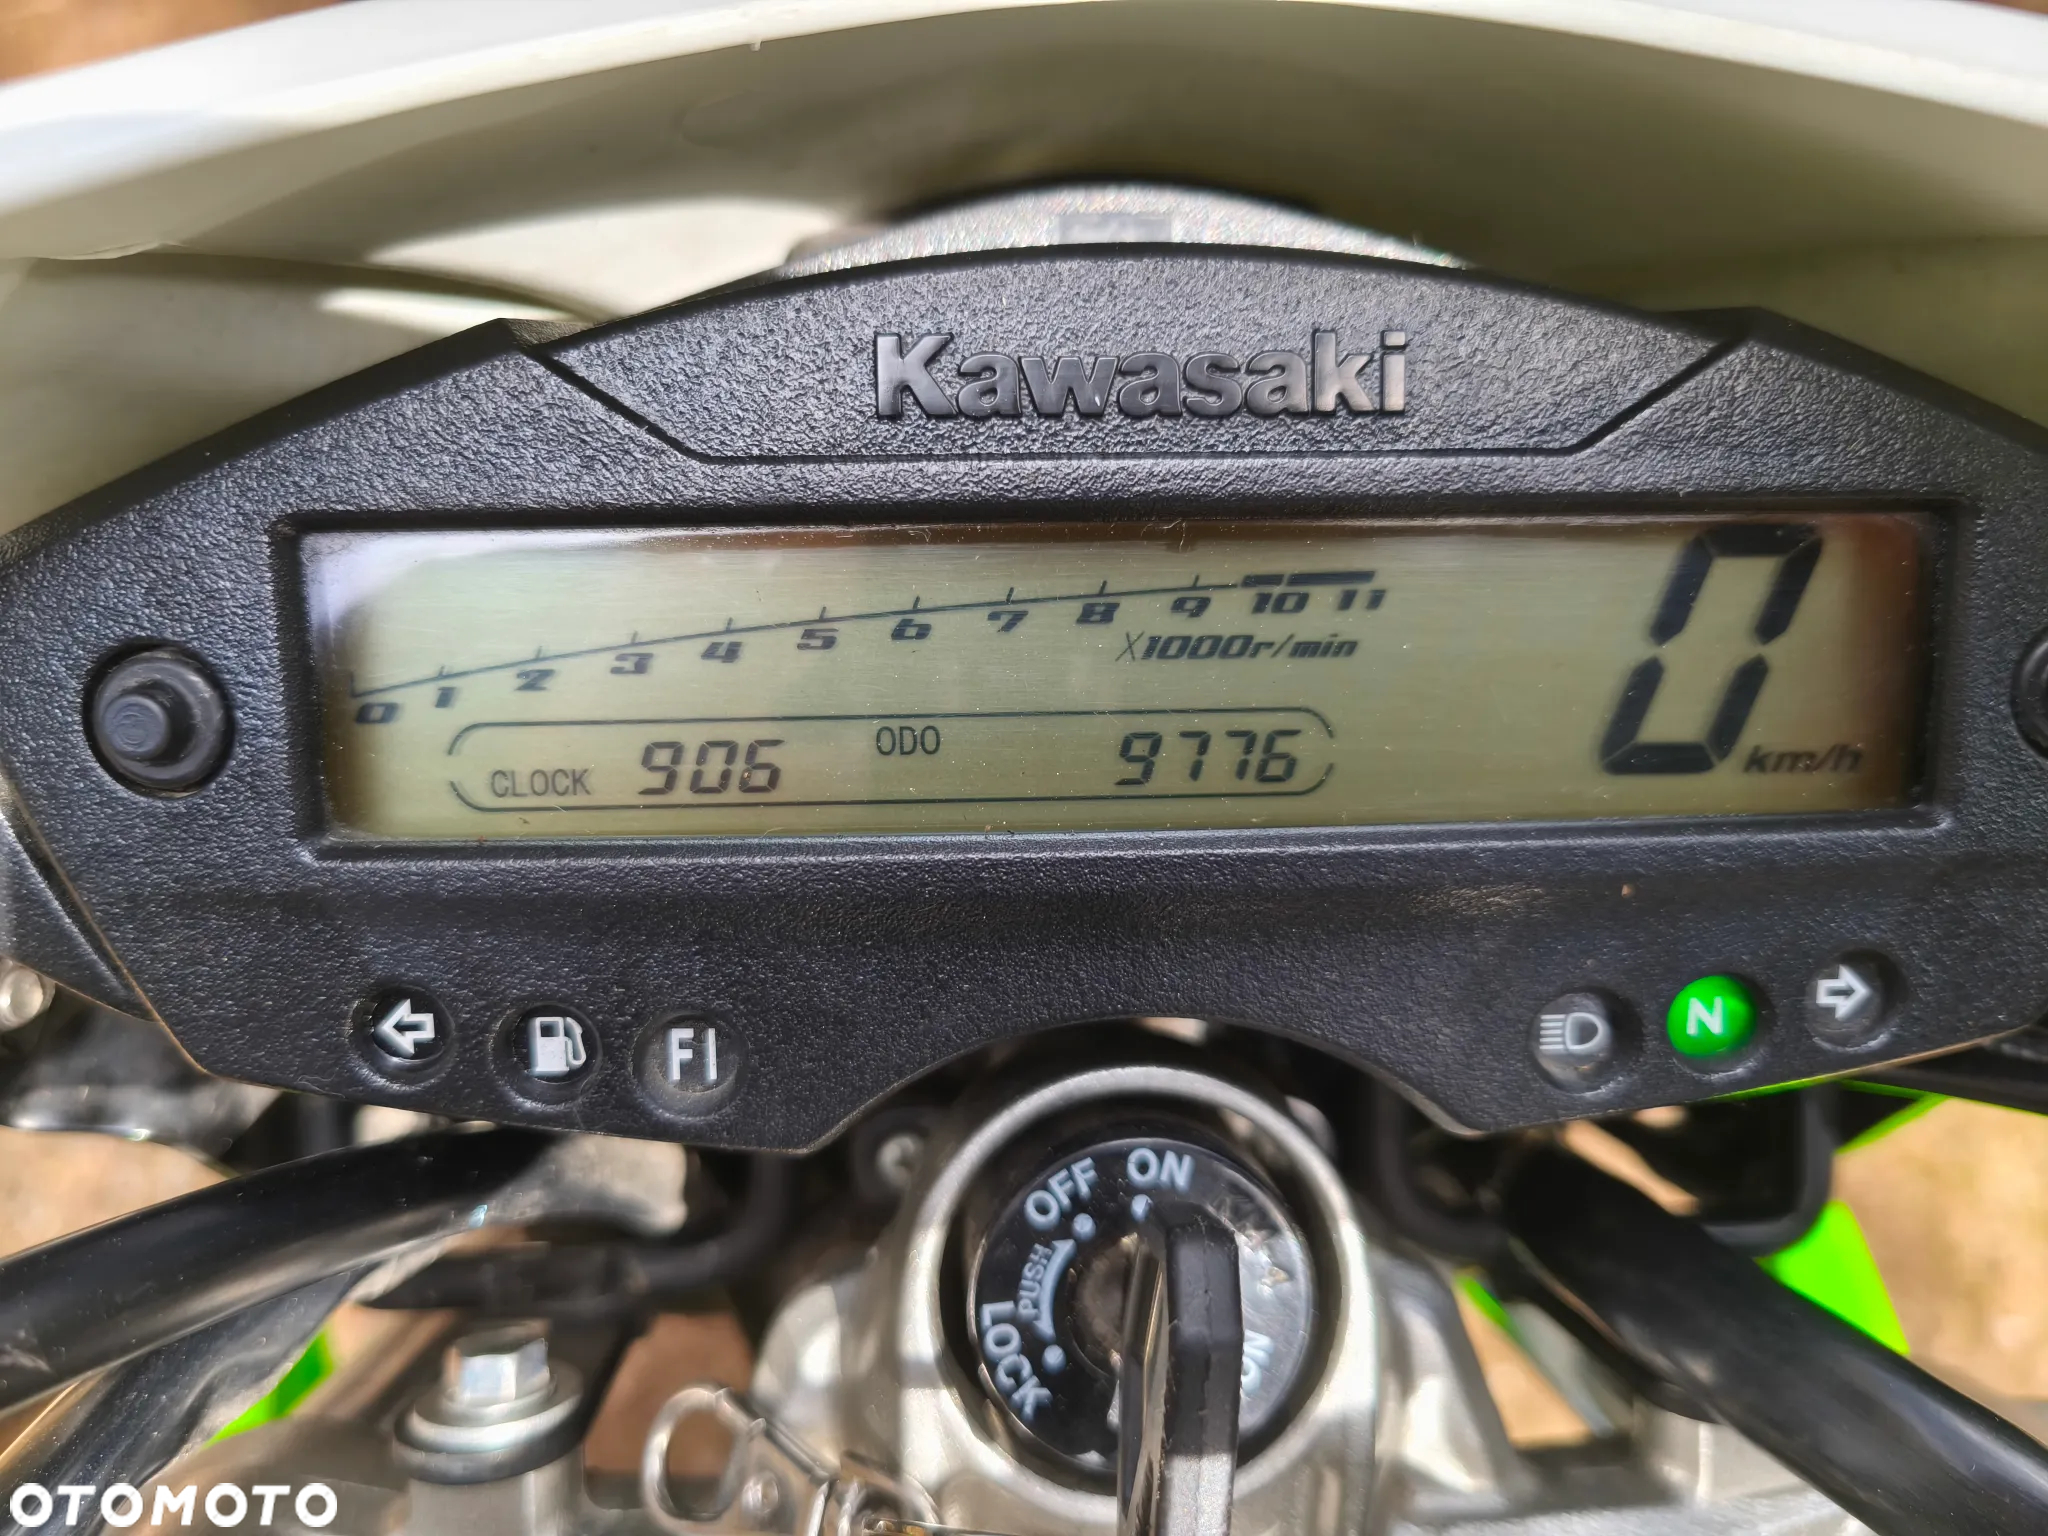 Kawasaki
0 1 2 3 4 5 6 7 8 9 10 11
X1000r/min
0
km/h
CLOCK 906 ODO 9776
FI
N
OFF ON
PUSH
LOCK
OTOMOTO